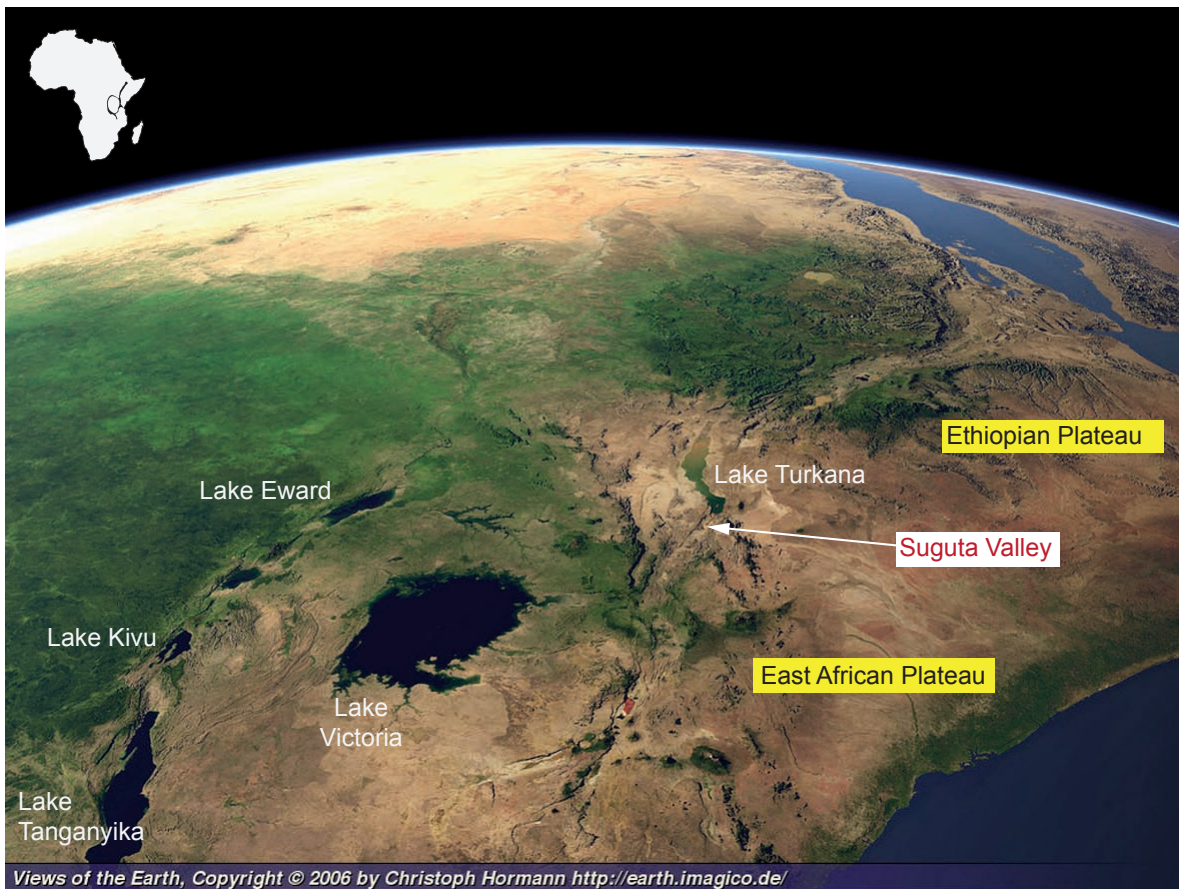 Ethiopian Plateau
Lake Turkana
Lake Eward
Suguta Valley
Lake Kivu
East African Plateau
Lake
Victoria
Lake
Tanganyika
Views of the Earth, Copyright © 2006 by Christoph Hormann http://earth.imagico.de/